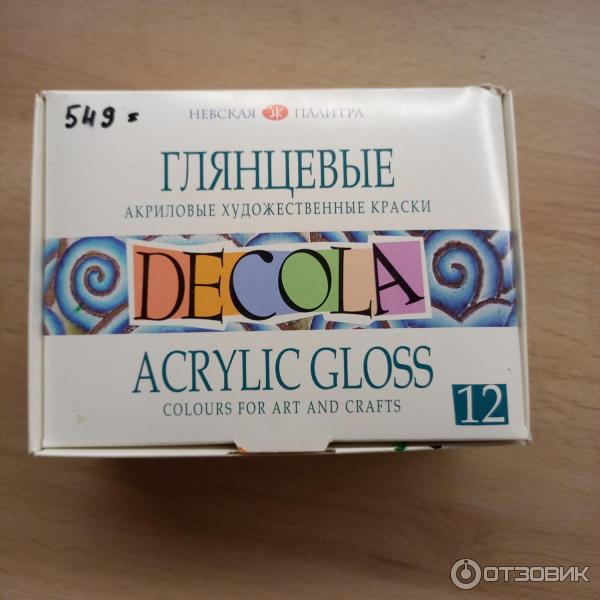 549=
НЕВСКАЯ ПАЛИТРА
ГЛЯНЦЕВЫЕ
АКРИЛОВЫЕ ХУДОЖЕСТВЕННЫЕ КРАСКИ
DECOLA
ACRYLIC GLOSS
COLOURS FOR ART AND CRAFTS
12
ОТЗОВИК